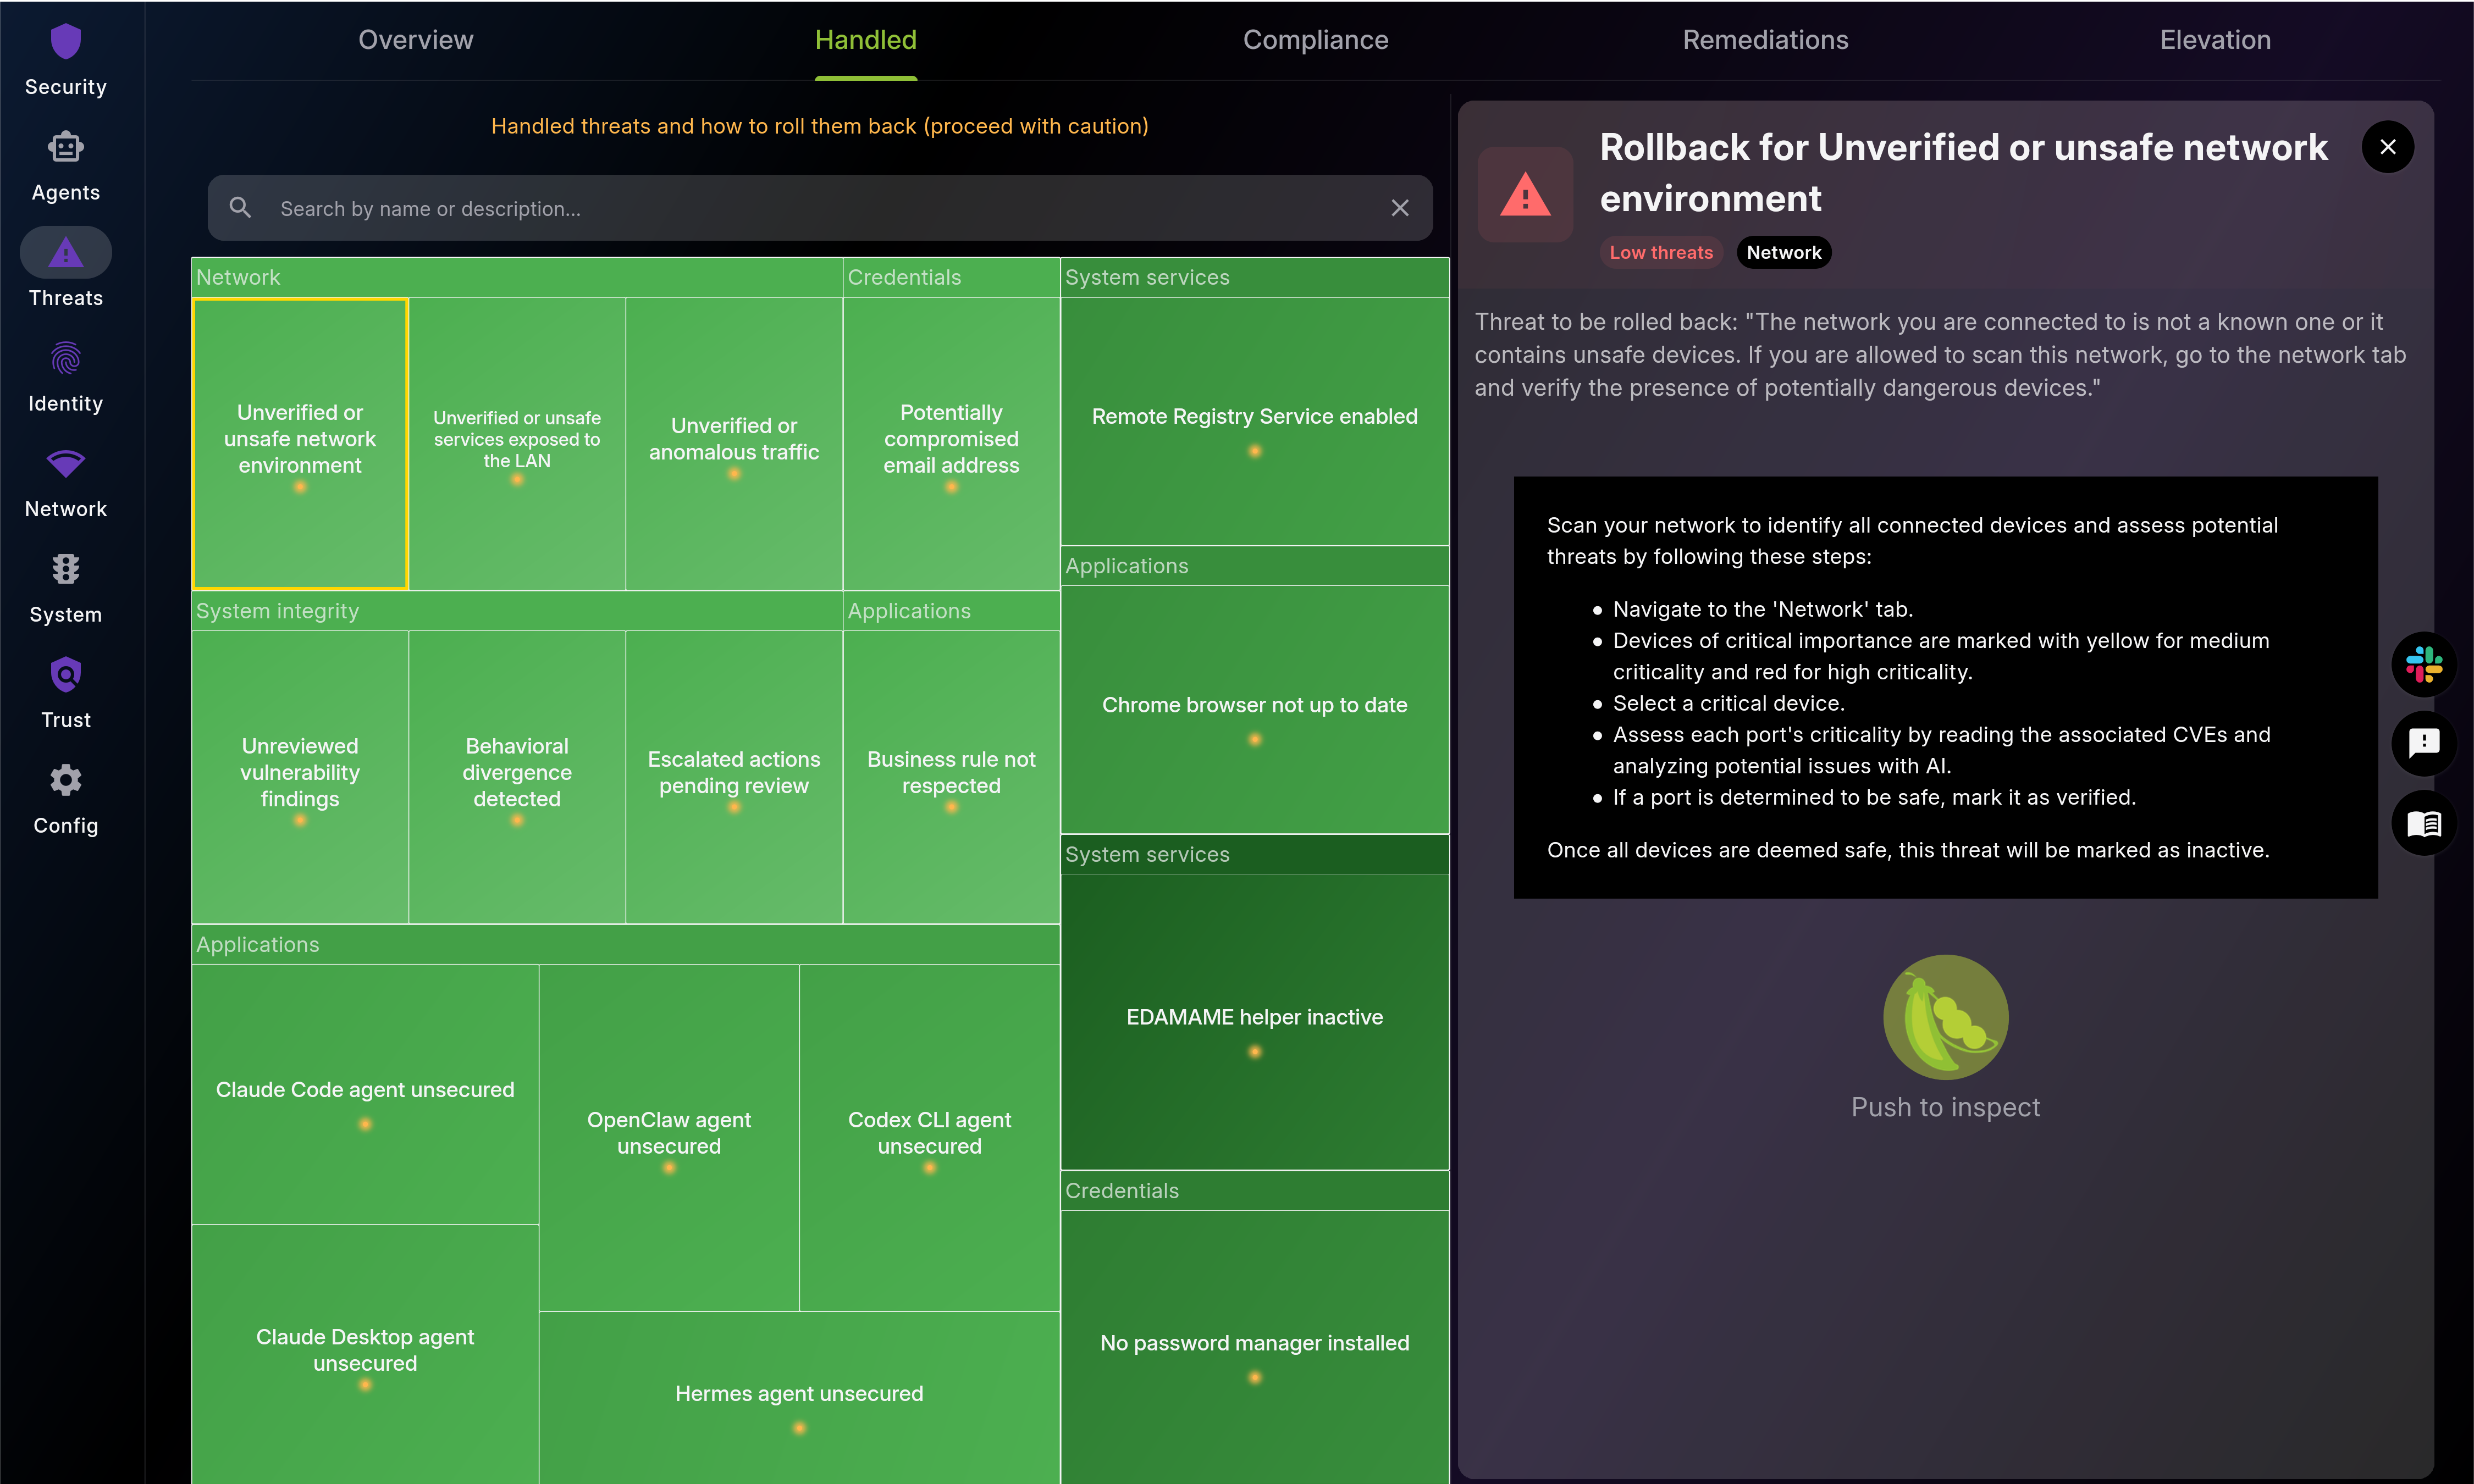 Security
Agents
Threats
Identity
Network
System
Trust
Config
Overview
Handled
Compliance
Remediations
Elevation
Handled threats and how to roll them back (proceed with caution)
Search by name or description...
Network
Unverified or
unsafe network
environment
Unverified or unsafe
services exposed to
the LAN
Unverified or
anomalous traffic
Credentials
Potentially
compromised
email address
System services
Remote Registry Service enabled
System integrity
Unreviewed
vulnerability
findings
Behavioral
divergence
detected
Escalated actions
pending review
Applications
Business rule not
respected
Applications
Chrome browser not up to date
System services
EDAMAME helper inactive
Applications
Claude Code agent unsecured
OpenClaw agent
unsecured
Codex CLI agent
unsecured
Claude Desktop agent
unsecured
Hermes agent unsecured
Credentials
No password manager installed
Rollback for Unverified or unsafe network
environment
Low threats
Network
Threat to be rolled back: "The network you are connected to is not a known one or it
contains unsafe devices. If you are allowed to scan this network, go to the network tab
and verify the presence of potentially dangerous devices."
Scan your network to identify all connected devices and assess potential
threats by following these steps:
● Navigate to the 'Network' tab.
● Devices of critical importance are marked with yellow for medium
criticality and red for high criticality.
● Select a critical device.
● Assess each port's criticality by reading the associated CVEs and
analyzing potential issues with AI.
● If a port is determined to be safe, mark it as verified.
Once all devices are deemed safe, this threat will be marked as inactive.
Push to inspect